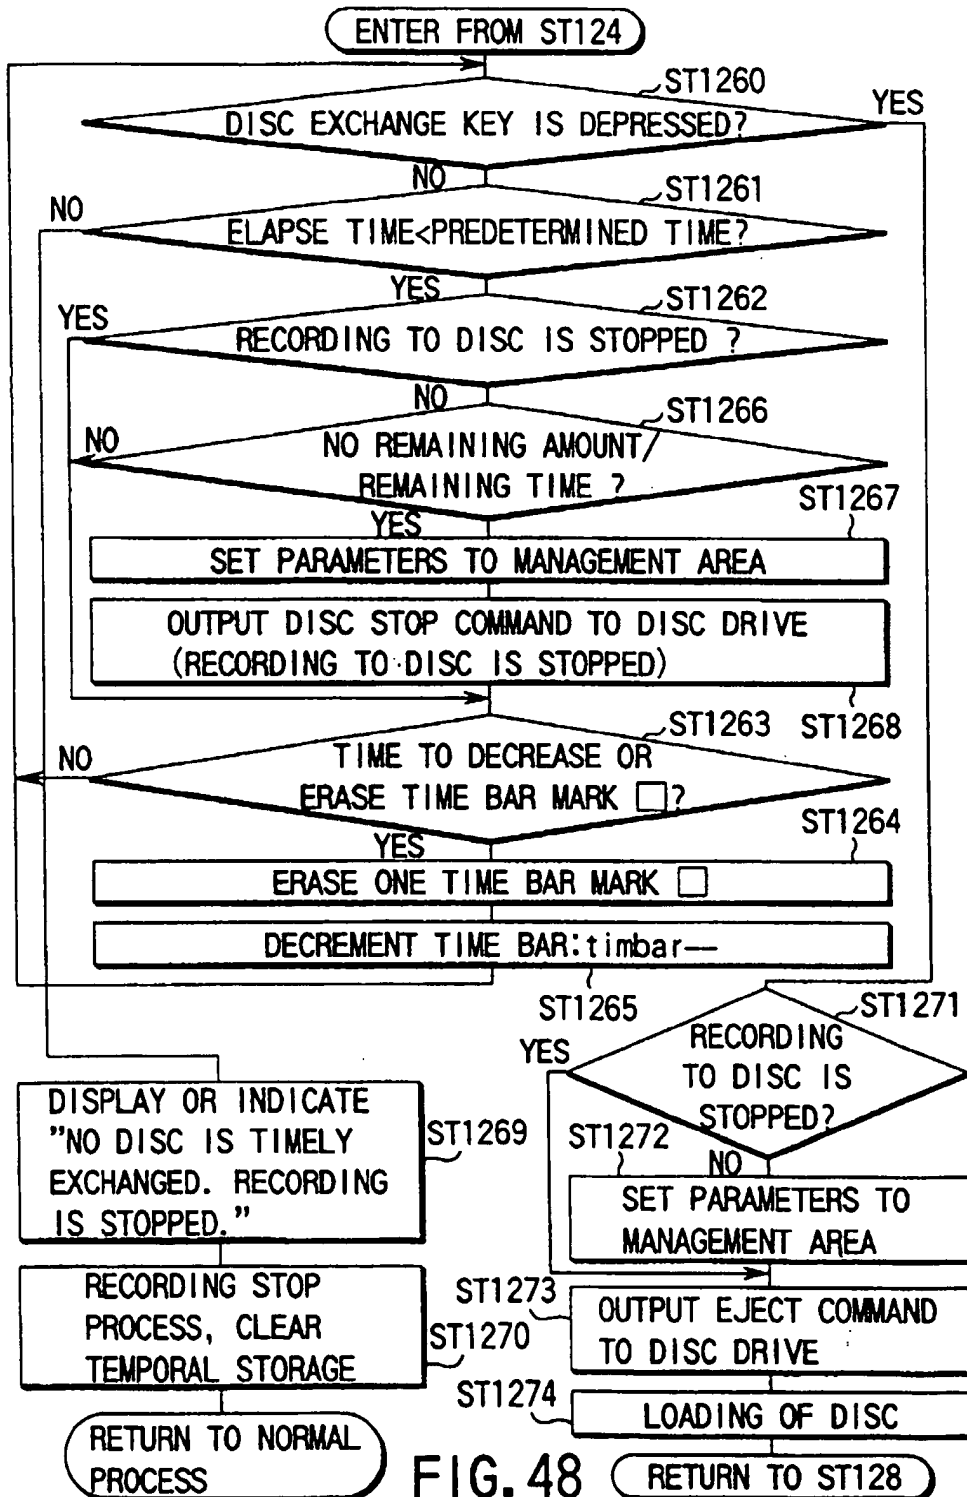 ENTER FROM ST124
ST1260
DISC EXCHANGE KEY IS DEPRESSED?
YES
NO
ST1261
NO
ELAPSE TIME<PREDETERMINED TIME?
YES
ST1262
YES
RECORDING TO DISC IS STOPPED ?
NO
ST1266
NO
NO REMAINING AMOUNT/
REMAINING TIME ?
YES
ST1267
SET PARAMETERS TO MANAGEMENT AREA
OUTPUT DISC STOP COMMAND TO DISC DRIVE
(RECORDING TO DISC IS STOPPED)
ST1268
ST1263
NO
TIME TO DECREASE OR
ERASE TIME BAR MARK □?
YES
ST1264
ERASE ONE TIME BAR MARK □
DECREMENT TIME BAR:timbar--
ST1265
ST1271
YES
RECORDING
TO DISC IS
STOPPED?
NO
ST1272
SET PARAMETERS TO
MANAGEMENT AREA
ST1273
OUTPUT EJECT COMMAND
TO DISC DRIVE
ST1274
LOADING OF DISC
RETURN TO ST128
DISPLAY OR INDICATE
"NO DISC IS TIMELY
EXCHANGED. RECORDING
IS STOPPED."
ST1269
RECORDING STOP
PROCESS, CLEAR
TEMPORAL STORAGE
ST1270
RETURN TO NORMAL
PROCESS
FIG. 48